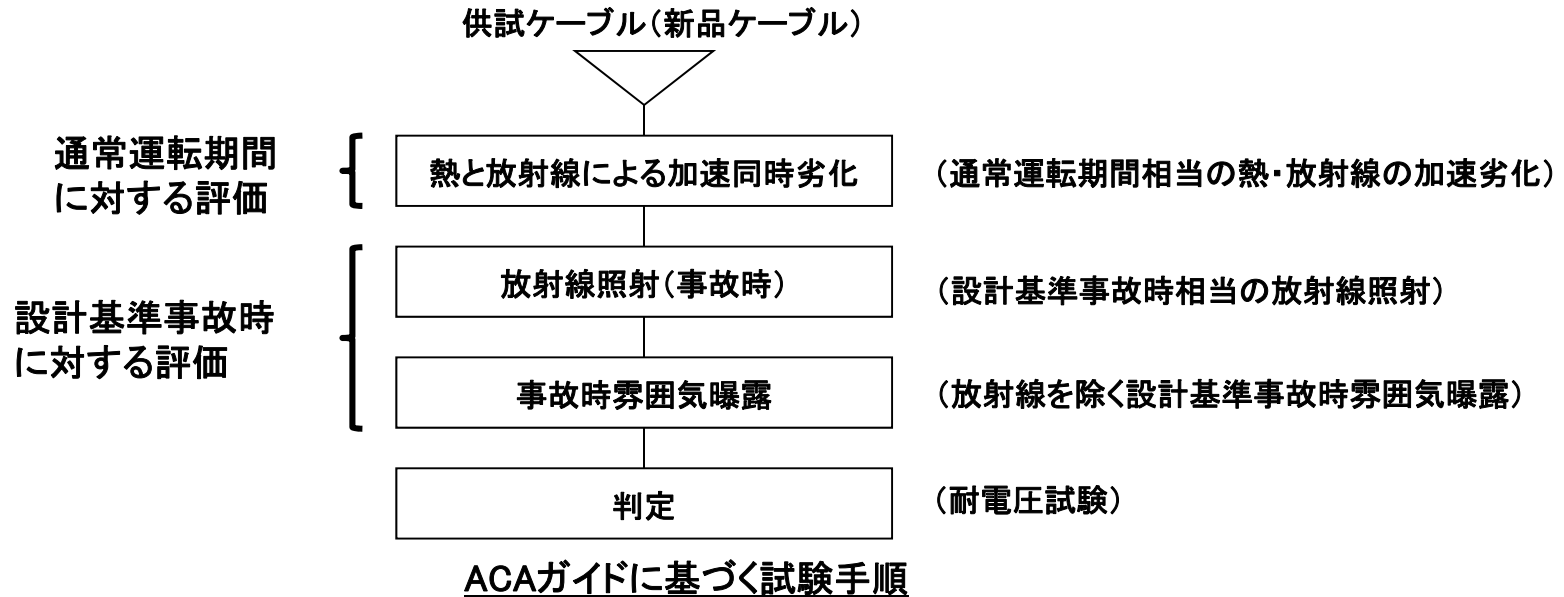 供試ケーブル（新品ケーブル）
通常運転期間
に対する評価
熱と放射線による加速同時劣化
（通常運転期間相当の熱・放射線の加速劣化）
設計基準事故時
に対する評価
放射線照射（事故時）
（設計基準事故時相当の放射線照射）
事故時雰囲気曝露
（放射線を除く設計基準事故時雰囲気曝露）
判定
（耐電圧試験）
ACAガイドに基づく試験手順